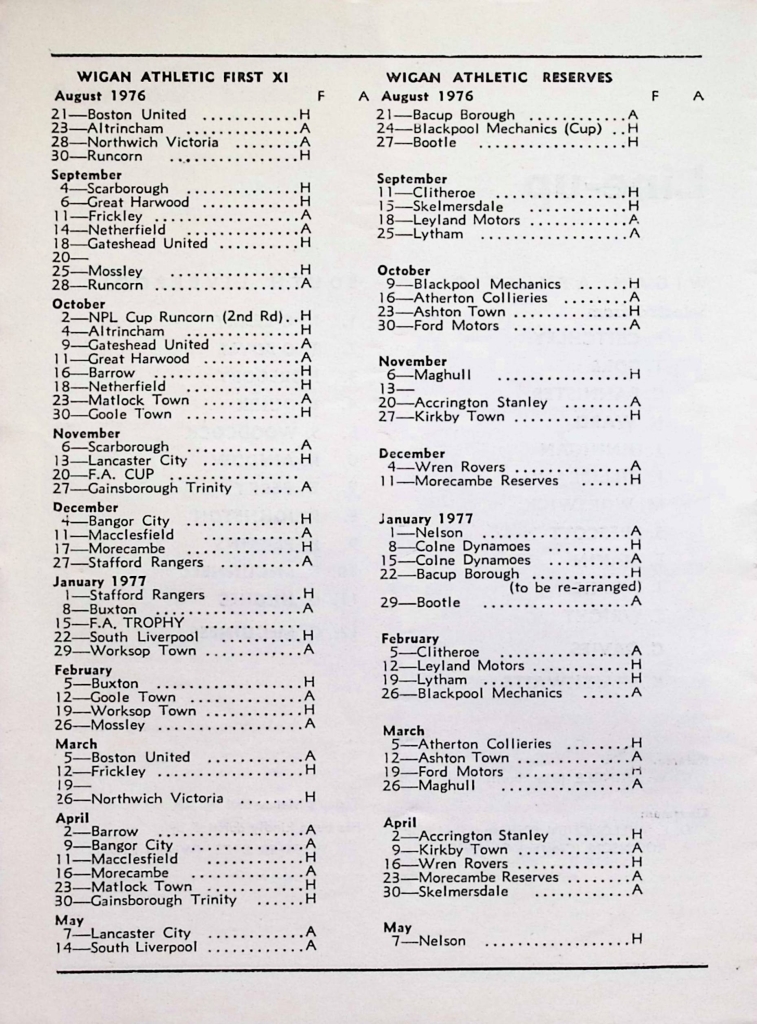 WIGAN ATHLETIC FIRST XI
August 1976 F A
21—Boston United ............H
23—Altrincham ..............A
28—Northwich Victoria ........A
30—Runcorn ................H
September
4—Scarborough ..............H
6—Great Harwood ............H
11—Frickley ..................A
14—Netherfield ..............A
18—Gateshead United ..........H
20—
25—Mossley ................H
28—Runcorn ................A
October
2—NPL Cup Runcorn (2nd Rd)..H
4—Altrincham ..............H
9—Gateshead United ..........A
11—Great Harwood ............A
16—Barrow ..................H
18—Netherfield ..............H
23—Matlock Town ............A
30—Goole Town ..............H
November
6—Scarborough ..............A
13—Lancaster City ............H
20—F.A. CUP ................
27—Gainsborough Trinity ......A
December
4—Bangor City ..............H
11—Macclesfield ..............A
17—Morecambe ..............H
27—Stafford Rangers ..........A
January 1977
1—Stafford Rangers ..........H
8—Buxton ..................A
15—F.A. TROPHY ............
22—South Liverpool ............H
29—Worksop Town ............A
February
5—Buxton ..................H
12—Goole Town ..............A
19—Worksop Town ............H
26—Mossley ..................A
March
5—Boston United ............A
12—Frickley ..................H
19—
26—Northwich Victoria ........H
April
2—Barrow ..................A
9—Bangor City ..............A
11—Macclesfield ..............H
16—Morecambe ..............A
23—Matlock Town ............H
30—Gainsborough Trinity ......H
May
7—Lancaster City ............A
14—South Liverpool ............A
WIGAN ATHLETIC RESERVES
August 1976 F A
21—Bacup Borough ............A
24—Blackpool Mechanics (Cup) ..H
27—Bootle ..................H
September
11—Clitheroe ................H
15—Skelmersdale ............H
18—Leyland Motors ............A
25—Lytham ..................A
October
9—Blackpool Mechanics ......H
16—Atherton Collieries ........A
23—Ashton Town ..............H
30—Ford Motors ..............A
November
6—Maghull ................H
13—
20—Accrington Stanley ........A
27—Kirkby Town ..............H
December
4—Wren Rovers ..............A
11—Morecambe Reserves ......H
January 1977
1—Nelson ..................A
8—Colne Dynamoes ..........H
15—Colne Dynamoes ..........A
22—Bacup Borough ............H
(to be re-arranged)
29—Bootle ..................A
February
5—Clitheroe ................A
12—Leyland Motors ............H
19—Lytham ..................H
26—Blackpool Mechanics ......A
March
5—Atherton Collieries ........H
12—Ashton Town ..............A
19—Ford Motors ..............H
26—Maghull ................A
April
2—Accrington Stanley ........H
9—Kirkby Town ..............A
16—Wren Rovers ..............H
23—Morecambe Reserves ........A
30—Skelmersdale ............A
May
7—Nelson ..................H